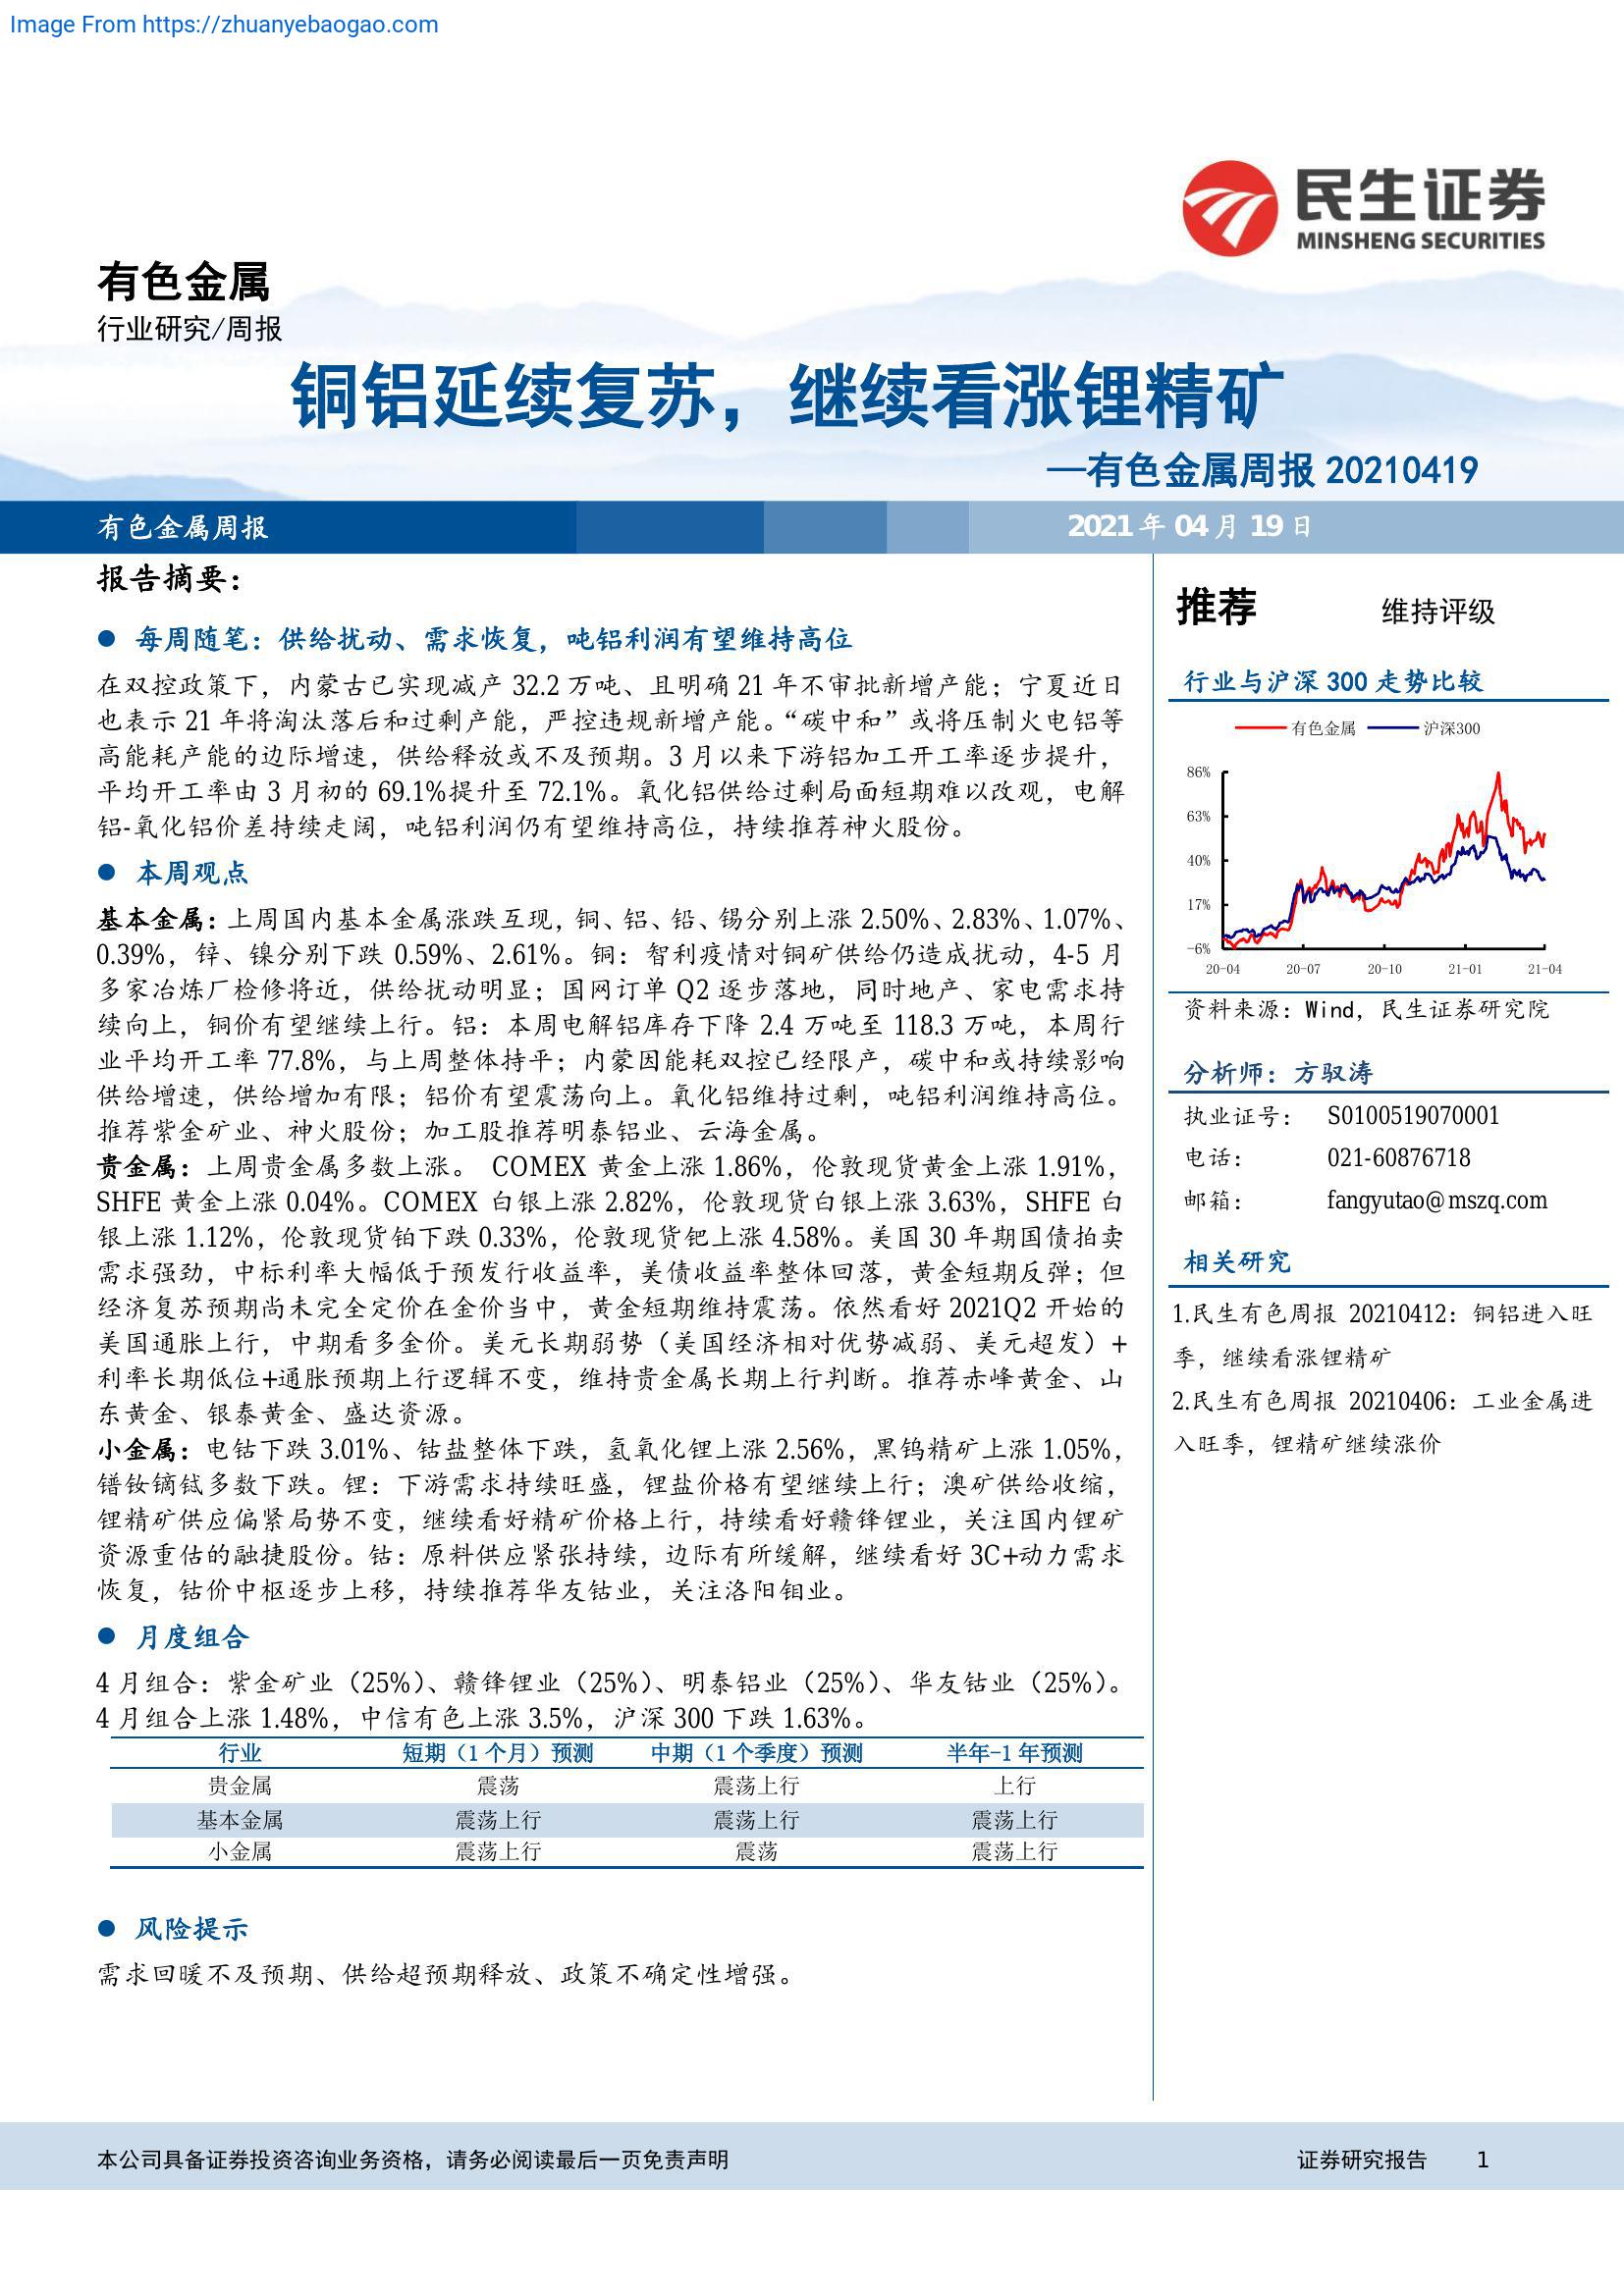 Image From https://zhuanyebaogao.com
民生证券
MINSHENG SECURITIES
有色金属
行业研究/周报
铜铝延续复苏，继续看涨锂精矿
—有色金属周报 20210419
有色金属周报
2021 年 04 月 19 日
报告摘要：
● 每周随笔：供给扰动、需求恢复，吨铝利润有望维持高位
在双控政策下，内蒙古已实现减产 32.2 万吨、且明确 21 年不审批新增产能；宁夏近日
也表示 21 年将淘汰落后和过剩产能，严控违规新增产能。“碳中和”或将压制火电铝等
高能耗产能的边际增速，供给释放或不及预期。3 月以来下游铝加工开工率逐步提升，
平均开工率由 3 月初的 69.1%提升至 72.1%。氧化铝供给过剩局面短期难以改观，电解
铝-氧化铝价差持续走阔，吨铝利润仍有望维持高位，持续推荐神火股份。
● 本周观点
基本金属：上周国内基本金属涨跌互现，铜、铝、铅、锡分别上涨 2.50%、2.83%、1.07%、
0.39%，锌、镍分别下跌 0.59%、2.61%。铜：智利疫情对铜矿供给仍造成扰动，4-5 月
多家冶炼厂检修将近，供给扰动明显；国网订单 Q2 逐步落地，同时地产、家电需求持
续向上，铜价有望继续上行。铝：本周电解铝库存下降 2.4 万吨至 118.3 万吨，本周行
业平均开工率 77.8%，与上周整体持平；内蒙因能耗双控已经限产，碳中和或持续影响
供给增速，供给增加有限；铝价有望震荡向上。氧化铝维持过剩，吨铝利润维持高位。
推荐紫金矿业、神火股份；加工股推荐明泰铝业、云海金属。
贵金属：上周贵金属多数上涨。 COMEX 黄金上涨 1.86%，伦敦现货黄金上涨 1.91%，
SHFE 黄金上涨 0.04%。COMEX 白银上涨 2.82%，伦敦现货白银上涨 3.63%，SHFE 白
银上涨 1.12%，伦敦现货铂下跌 0.33%，伦敦现货钯上涨 4.58%。美国 30 年期国债拍卖
需求强劲，中标利率大幅低于预发行收益率，美债收益率整体回落，黄金短期反弹；但
经济复苏预期尚未完全定价在金价当中，黄金短期维持震荡。依然看好 2021Q2 开始的
美国通胀上行，中期看多金价。美元长期弱势（美国经济相对优势减弱、美元超发）+
利率长期低位+通胀预期上行逻辑不变，维持贵金属长期上行判断。推荐赤峰黄金、山
东黄金、银泰黄金、盛达资源。
小金属：电钴下跌 3.01%、钴盐整体下跌，氢氧化锂上涨 2.56%，黑钨精矿上涨 1.05%，
镨钕镝铽多数下跌。锂：下游需求持续旺盛，锂盐价格有望继续上行；澳矿供给收缩，
锂精矿供应偏紧局势不变，继续看好精矿价格上行，持续看好赣锋锂业，关注国内锂矿
资源重估的融捷股份。钴：原料供应紧张持续，边际有所缓解，继续看好 3C+动力需求
恢复，钴价中枢逐步上移，持续推荐华友钴业，关注洛阳钼业。
● 月度组合
4 月组合：紫金矿业（25%）、赣锋锂业（25%）、明泰铝业（25%）、华友钴业（25%）。
4 月组合上涨 1.48%，中信有色上涨 3.5%，沪深 300 下跌 1.63%。
行业 短期（1 个月）预测 中期（1 个季度）预测 半年-1 年预测
贵金属 震荡 震荡上行 上行
基本金属 震荡上行 震荡上行 震荡上行
小金属 震荡上行 震荡 震荡上行
● 风险提示
需求回暖不及预期、供给超预期释放、政策不确定性增强。
推荐 维持评级
行业与沪深 300 走势比较
有色金属 沪深300
86%
63%
40%
17%
-6%
20-04 20-07 20-10 21-01 21-04
资料来源：Wind，民生证券研究院
分析师：方驭涛
执业证号： S0100519070001
电话： 021-60876718
邮箱： fangyutao@mszq.com
相关研究
1.民生有色周报 20210412：铜铝进入旺
季，继续看涨锂精矿
2.民生有色周报 20210406：工业金属进
入旺季，锂精矿继续涨价
本公司具备证券投资咨询业务资格，请务必阅读最后一页免责声明
证券研究报告 1